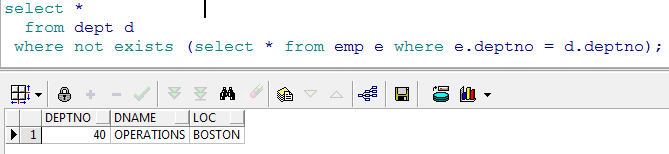 select *
from dept d
where not exists (select * from emp e where e.deptno = d.deptno);
DEPTNO DNAME LOC
1 40 OPERATIONS BOSTON